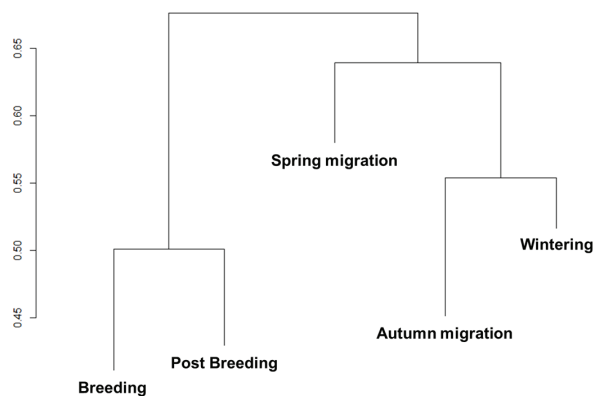 0.65
0.60
0.55
0.50
0.45
Spring migration
Wintering
Autumn migration
Post Breeding
Breeding